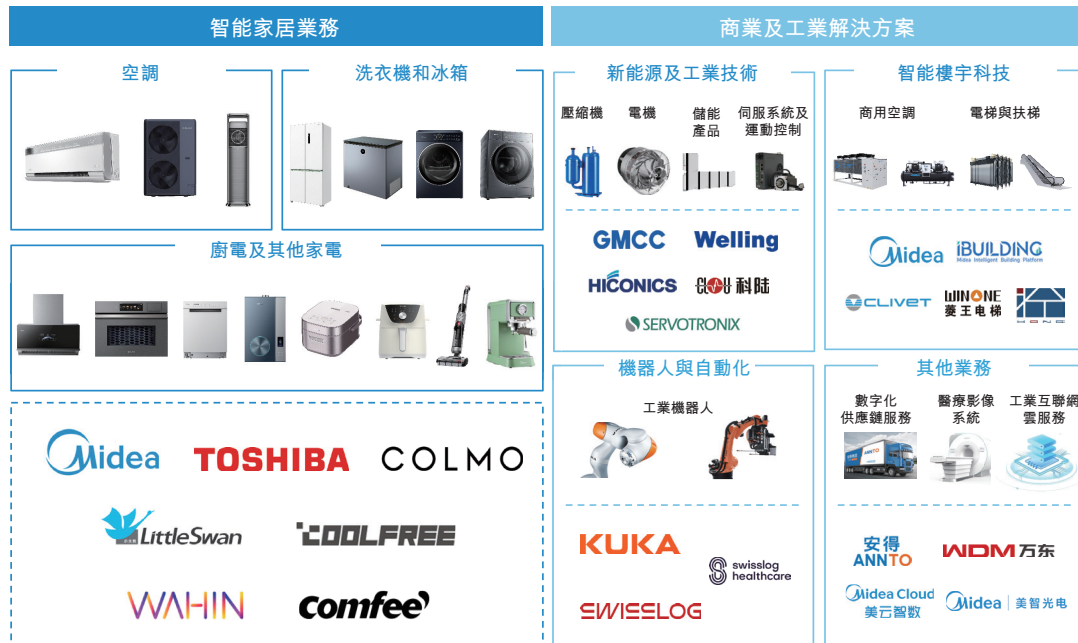 智能家居業務
空調
洗衣機和冰箱
廚電及其他家電
Midea
TOSHIBA
COLMO
LittleSwan
COOLFREE
WAHIN
comfee'
商業及工業解決方案
新能源及工業技術
壓縮機
電機
儲能
產品
伺服系統及
運動控制
GMCC
Welling
HICONICS
CLOU 科陆
SERVOTRONIX
智能樓宇科技
商用空調
電梯與扶梯
Midea
iBUILDING
Midea Intelligent Building Platform
CLIVET
WINONE
菱王电梯
機器人與自動化
工業機器人
KUKA
swisslog
healthcare
SWISSLOG
其他業務
數字化
供應鏈服務
醫療影像
系統
工業互聯網
雲服務
ANNTO
安得
ANNTO
WDM 万东
Midea Cloud
美云智数
Midea
美智光电